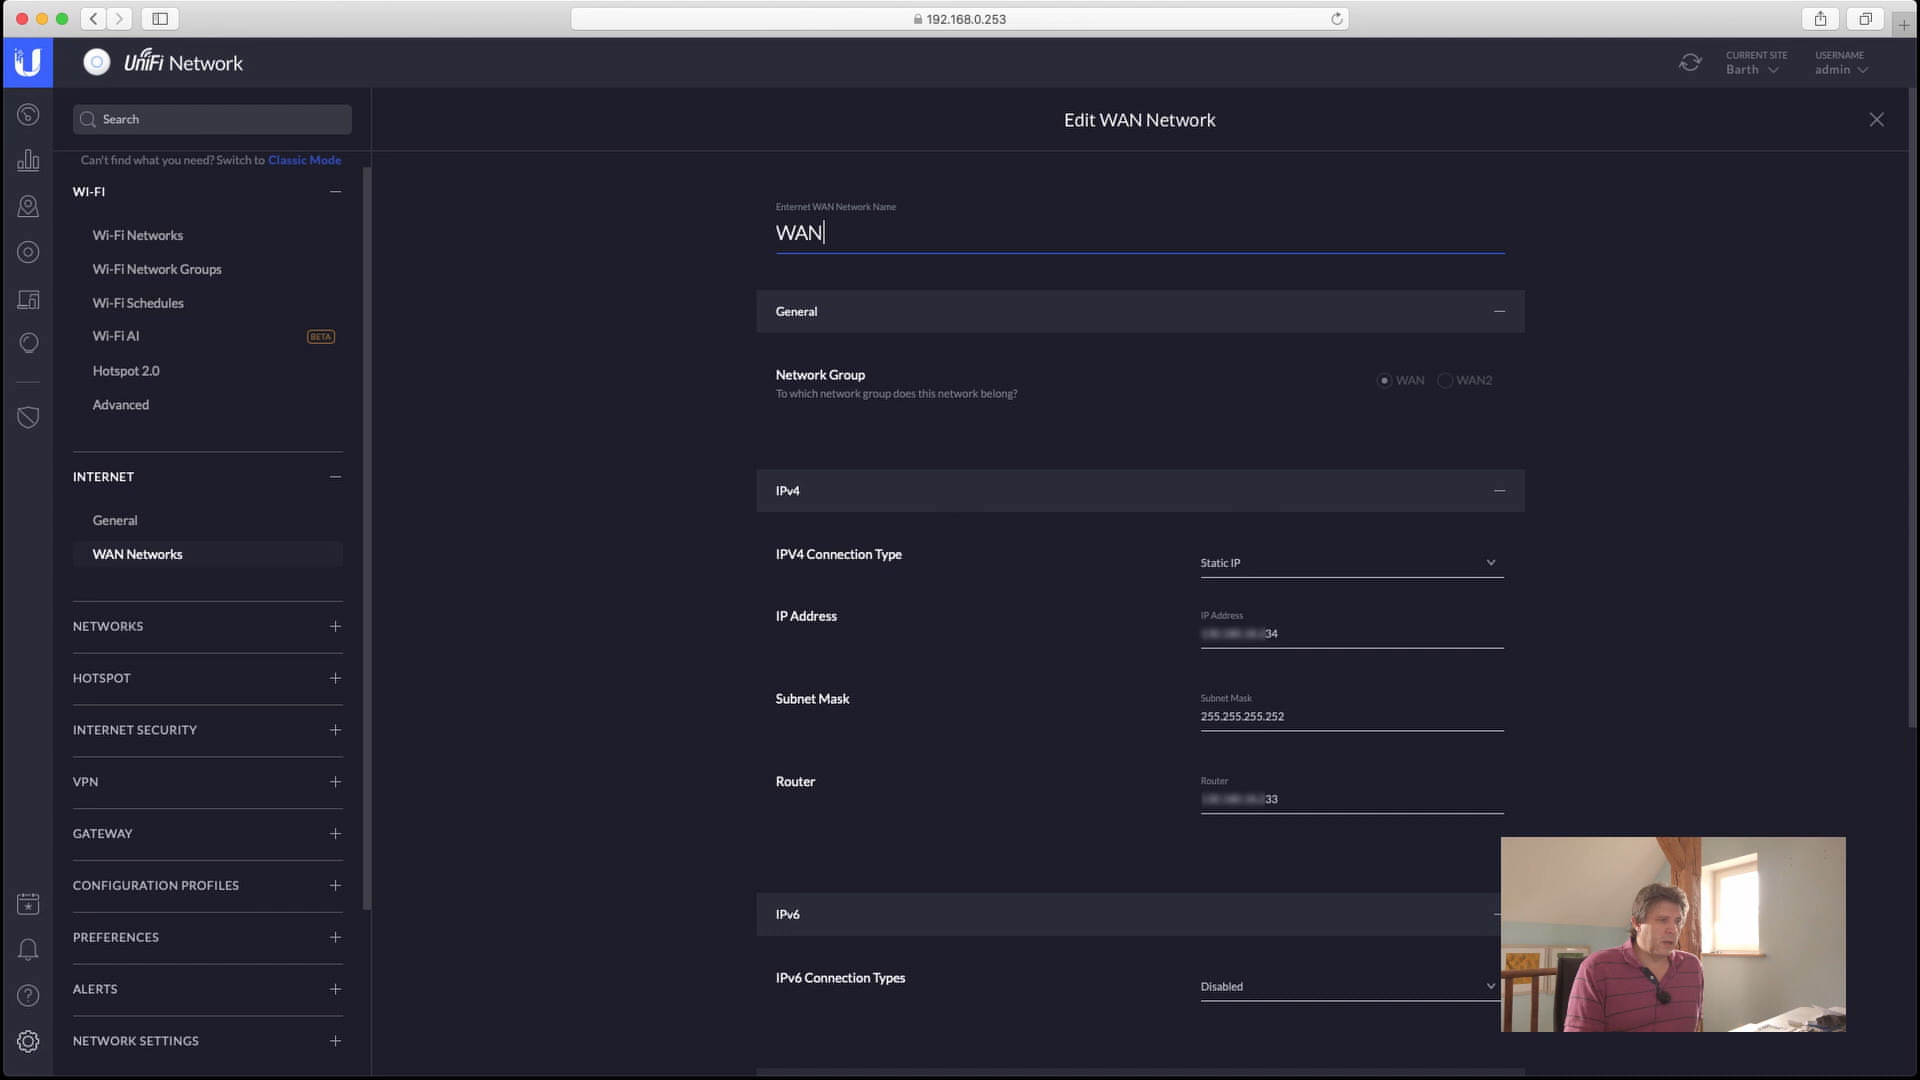 192.168.0.253
UniFi Network
CURRENT SITE
Barth
USERNAME
admin
Search
Can't find what you need? Switch to Classic Mode
WI-FI
Wi-Fi Networks
Wi-Fi Network Groups
Wi-Fi Schedules
Wi-Fi AI
BETA
Hotspot 2.0
Advanced
INTERNET
General
WAN Networks
NETWORKS
HOTSPOT
INTERNET SECURITY
VPN
GATEWAY
CONFIGURATION PROFILES
PREFERENCES
ALERTS
NETWORK SETTINGS
Edit WAN Network
Enternet WAN Network Name
WAN
General
Network Group
To which network group does this network belong?
WAN
WAN2
IPv4
IPV4 Connection Type
Static IP
IP Address
IP Address
34
Subnet Mask
Subnet Mask
255.255.255.252
Router
Router
33
IPv6
IPv6 Connection Types
Disabled